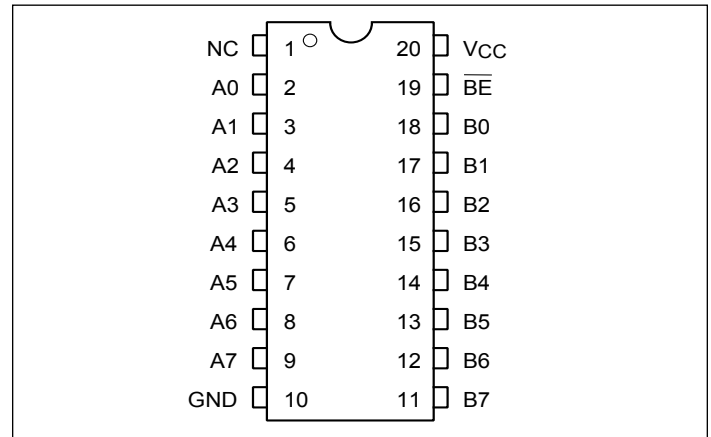 NC 1 20 VCC
A0 2 19 B̅E̅
A1 3 18 B0
A2 4 17 B1
A3 5 16 B2
A4 6 15 B3
A5 7 14 B4
A6 8 13 B5
A7 9 12 B6
GND 10 11 B7